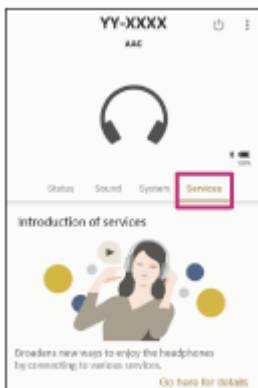 YY-XXXX
AAC
100%
Status Sound System Services
Introduction of services
Broadens new ways to enjoy the headphones
by connecting to various services.
Go here for details